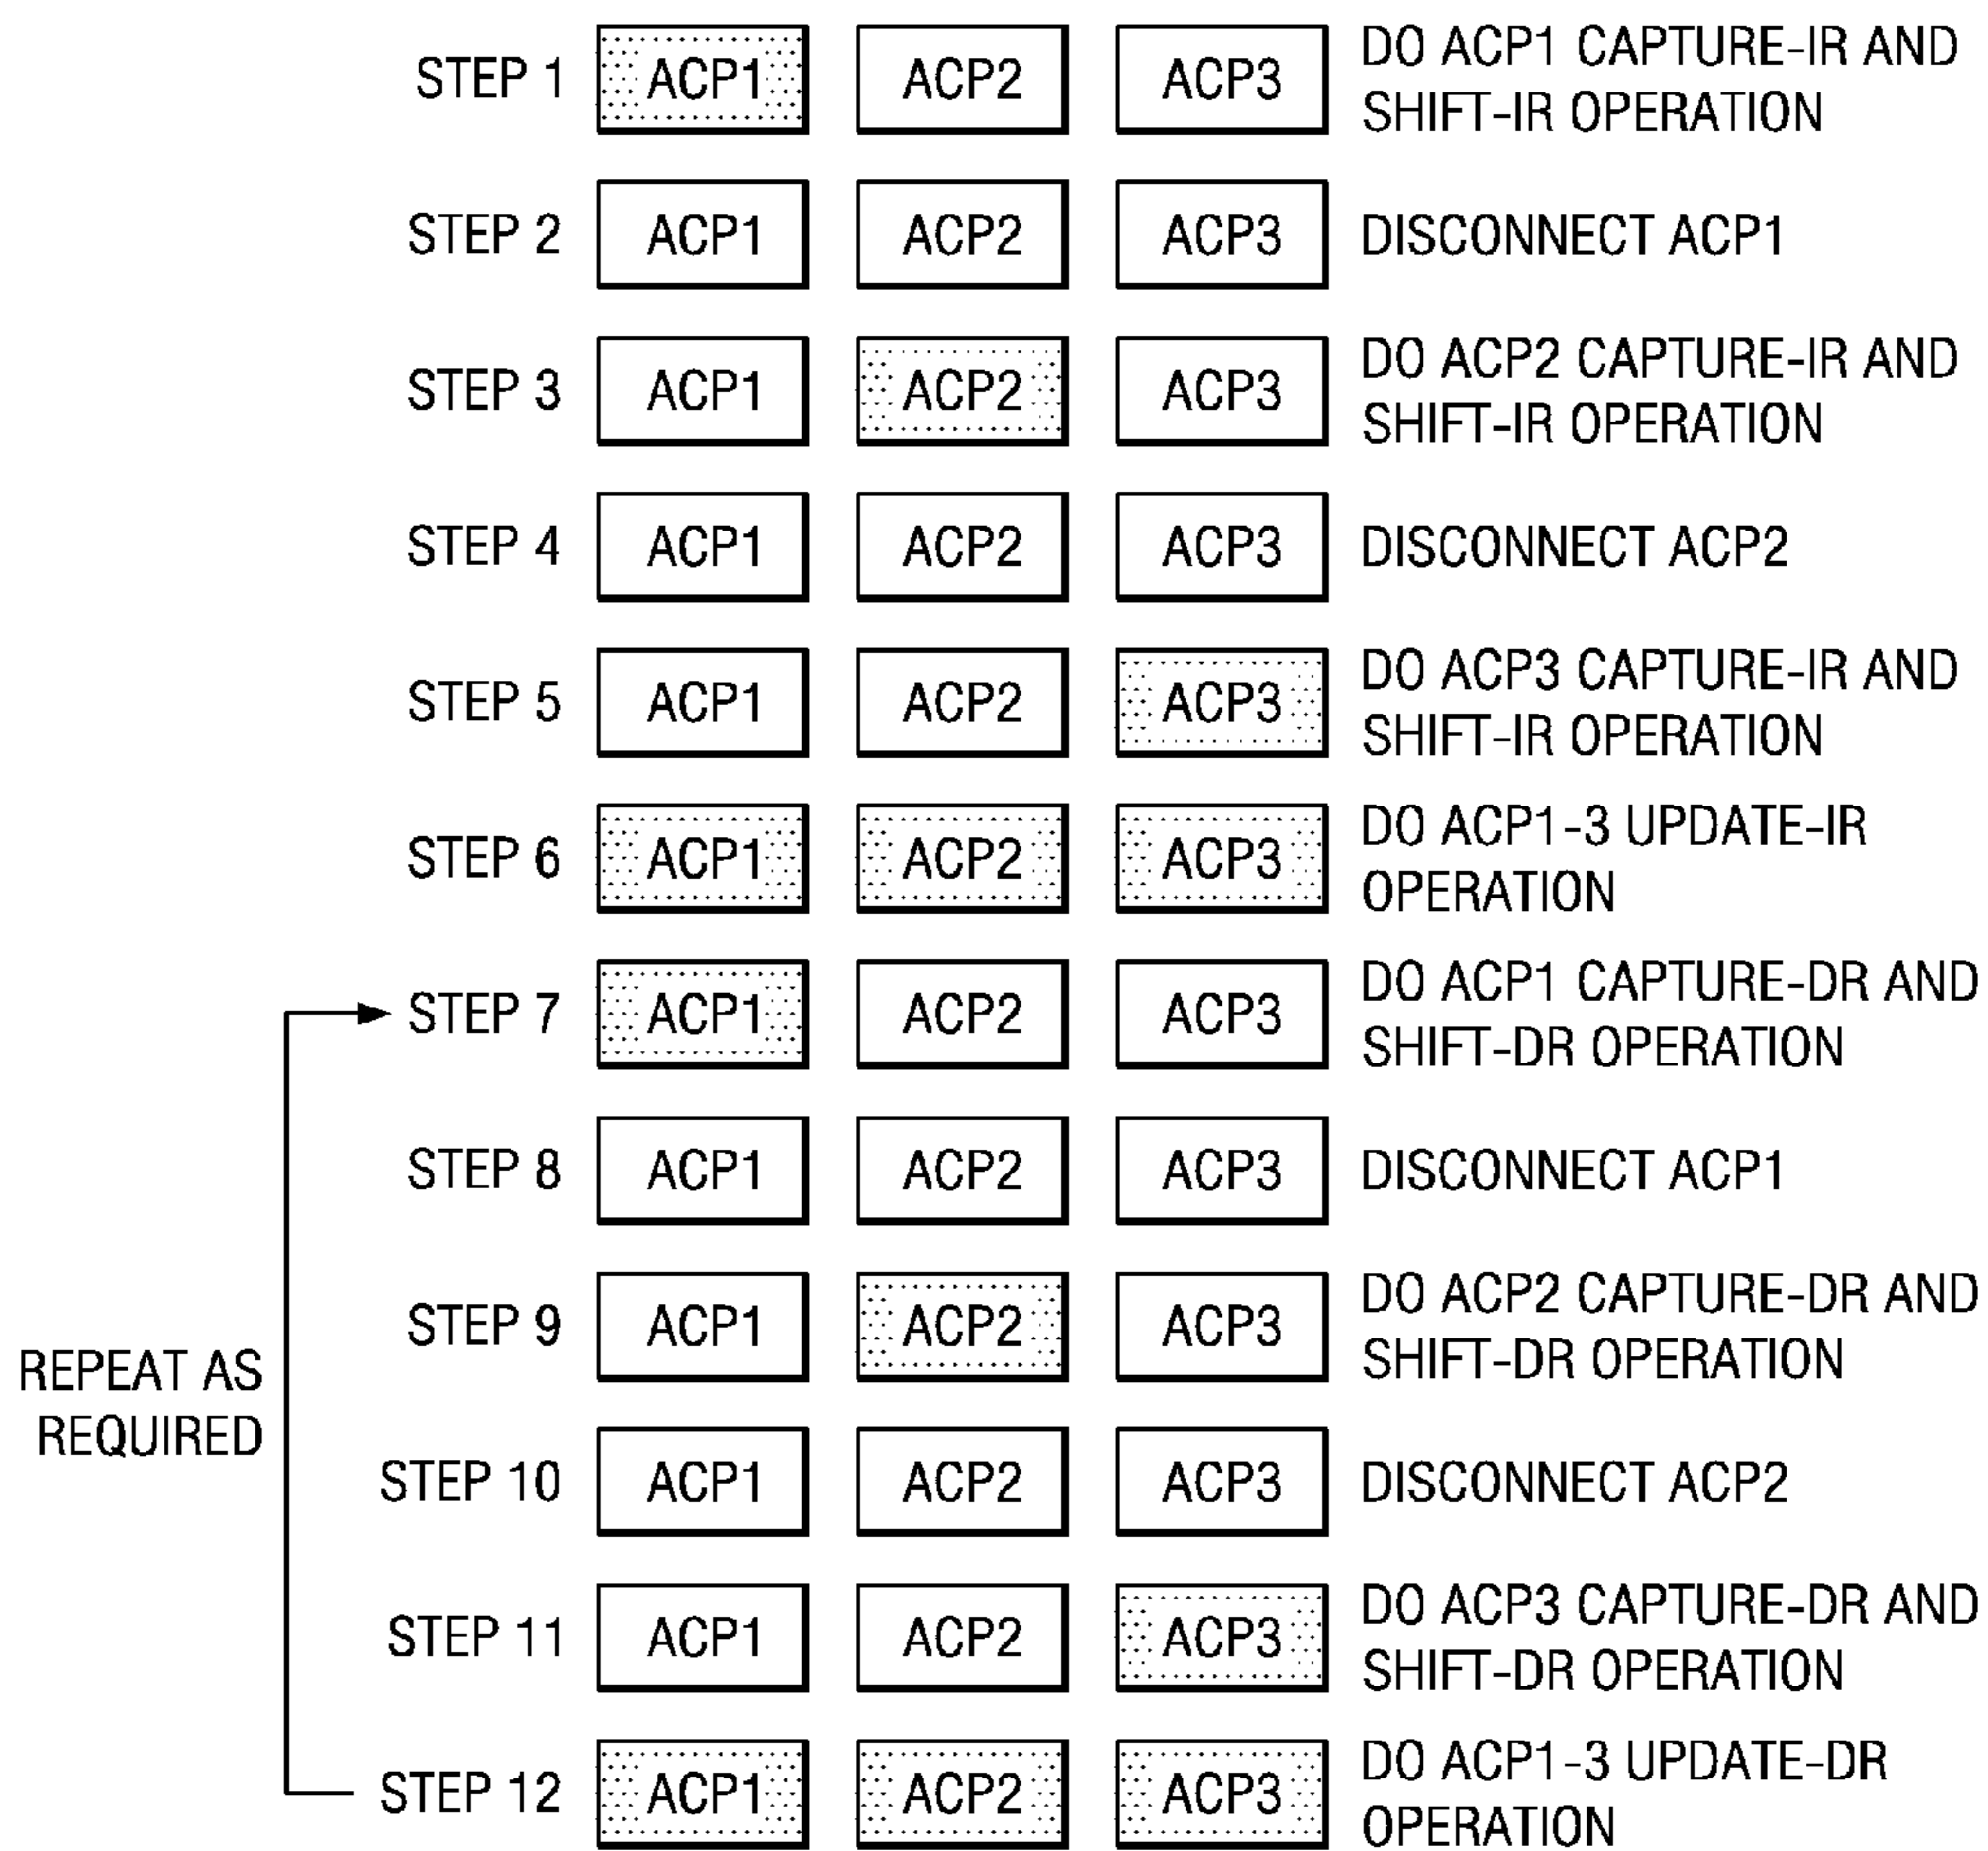 STEP 1 ACP1 ACP2 ACP3 DO ACP1 CAPTURE-IR AND
SHIFT-IR OPERATION
STEP 2 ACP1 ACP2 ACP3 DISCONNECT ACP1
STEP 3 ACP1 ACP2 ACP3 DO ACP2 CAPTURE-IR AND
SHIFT-IR OPERATION
STEP 4 ACP1 ACP2 ACP3 DISCONNECT ACP2
STEP 5 ACP1 ACP2 ACP3 DO ACP3 CAPTURE-IR AND
SHIFT-IR OPERATION
STEP 6 ACP1 ACP2 ACP3 DO ACP1-3 UPDATE-IR
OPERATION
STEP 7 ACP1 ACP2 ACP3 DO ACP1 CAPTURE-DR AND
SHIFT-DR OPERATION
STEP 8 ACP1 ACP2 ACP3 DISCONNECT ACP1
STEP 9 ACP1 ACP2 ACP3 DO ACP2 CAPTURE-DR AND
SHIFT-DR OPERATION
REPEAT AS
REQUIRED
STEP 10 ACP1 ACP2 ACP3 DISCONNECT ACP2
STEP 11 ACP1 ACP2 ACP3 DO ACP3 CAPTURE-DR AND
SHIFT-DR OPERATION
STEP 12 ACP1 ACP2 ACP3 DO ACP1-3 UPDATE-DR
OPERATION